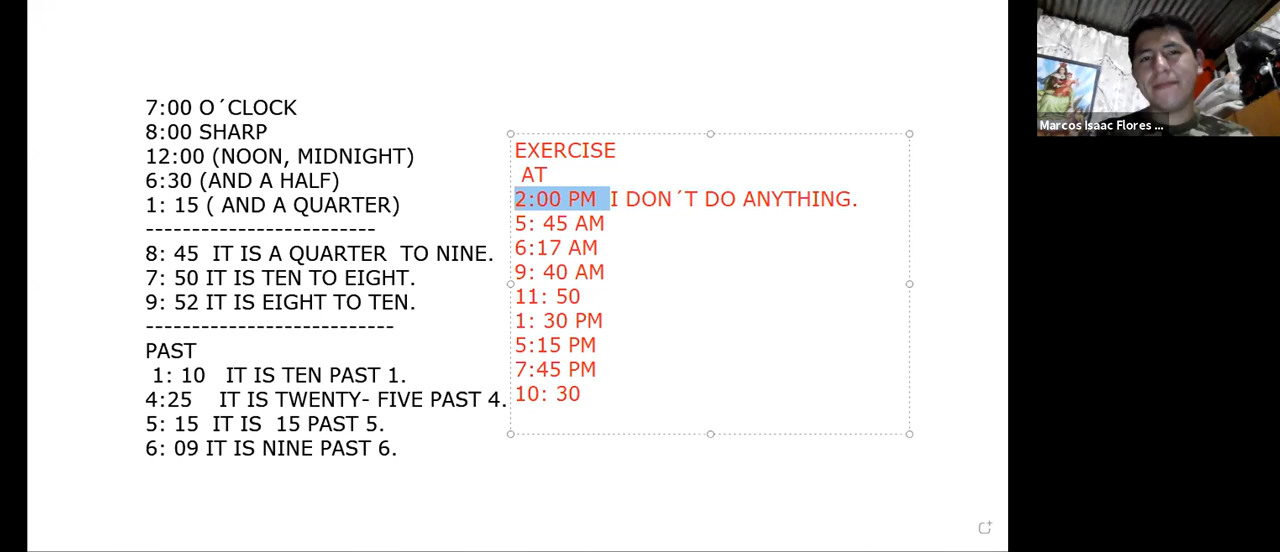 7:00 O´CLOCK
8:00 SHARP
12:00 (NOON, MIDNIGHT)
6:30 (AND A HALF)
1: 15 ( AND A QUARTER)
-------------------------
8: 45  IT IS A QUARTER  TO NINE.
7: 50 IT IS TEN TO EIGHT.
9: 52 IT IS EIGHT TO TEN.
---------------------------
PAST
1: 10   IT IS TEN PAST 1.
4:25    IT IS TWENTY- FIVE PAST 4.
5: 15  IT IS  15 PAST 5.
6: 09 IT IS NINE PAST 6.
EXERCISE
AT
2:00 PM  I DON´T DO ANYTHING.
5: 45 AM
6:17 AM
9: 40 AM
11: 50
1: 30 PM
5:15 PM
7:45 PM
10: 30
Marcos Isaac Flores ...